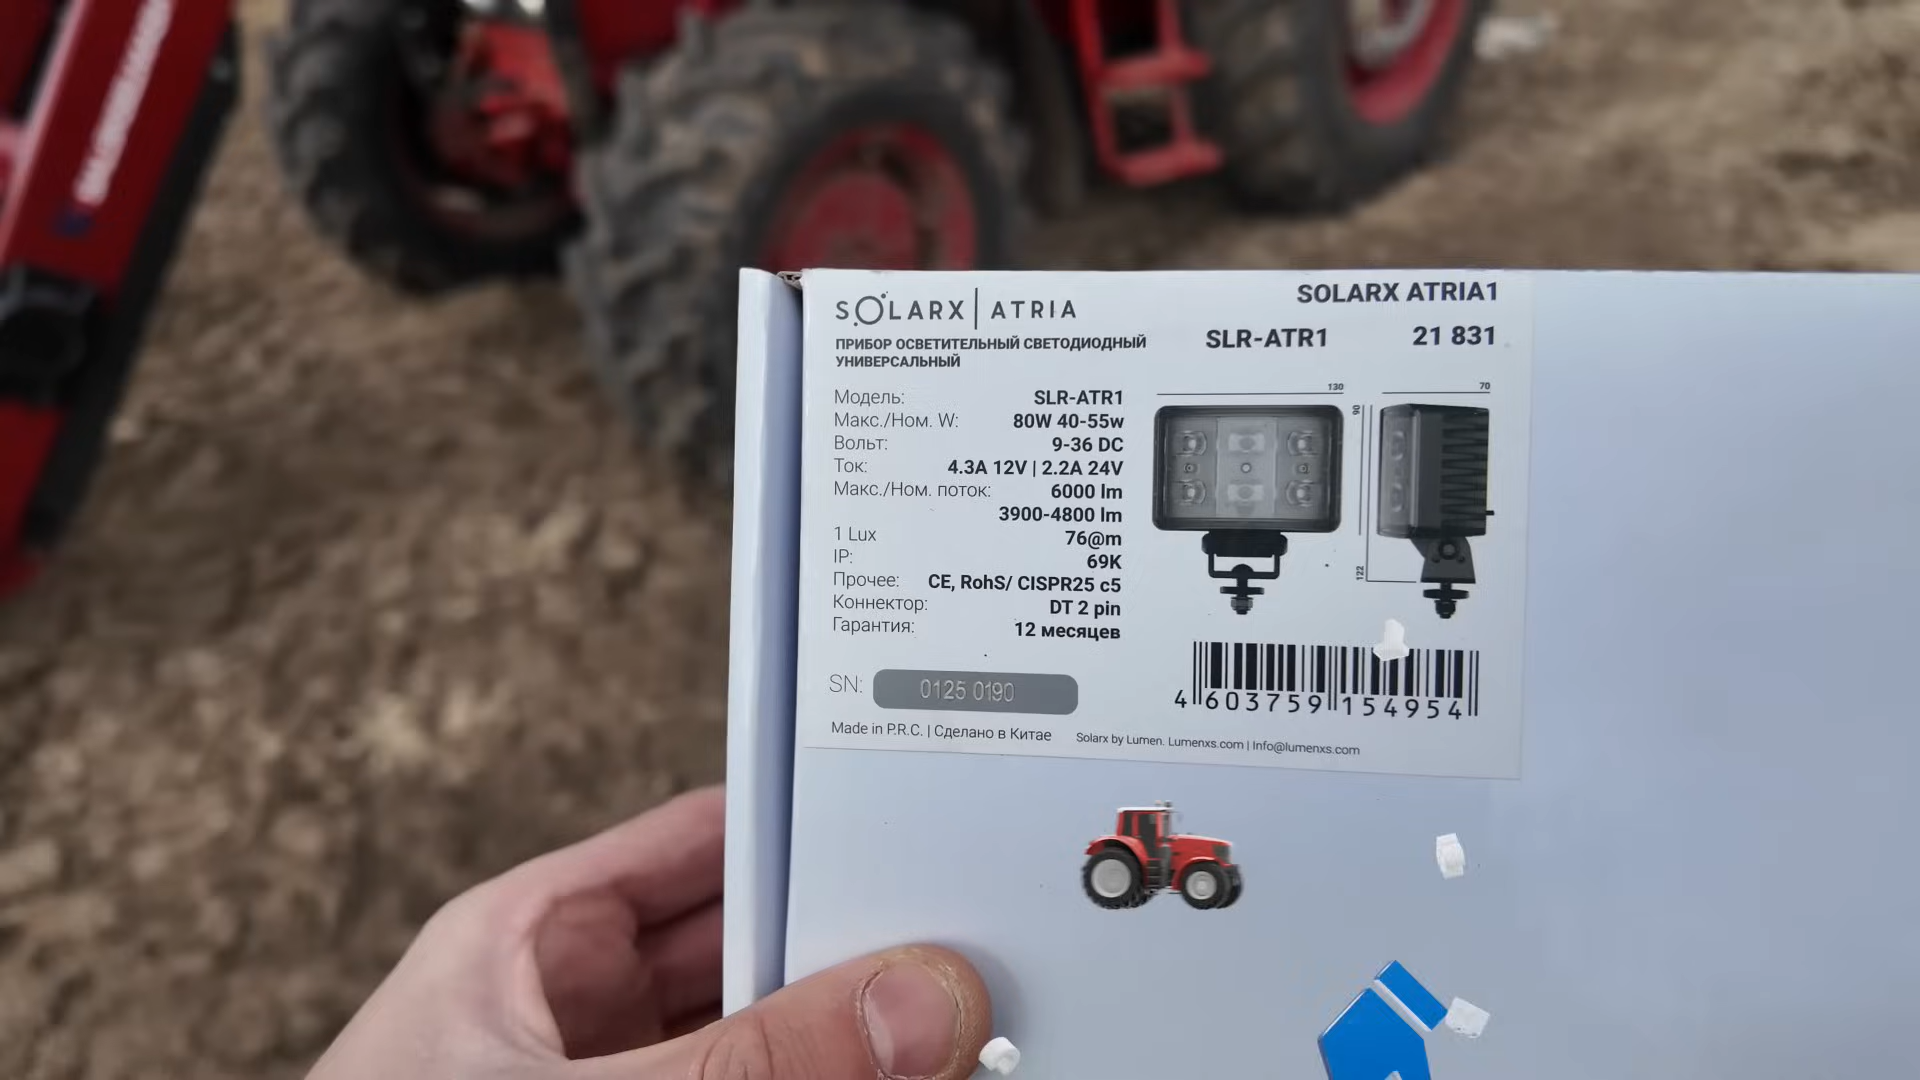 SOLARX | ATRIA
SOLARX ATRIA1
SLR-ATR1 21 831
ПРИБОР ОСВЕТИТЕЛЬНЫЙ СВЕТОДИОДНЫЙ
УНИВЕРСАЛЬНЫЙ
Модель: SLR-ATR1
Макс./Ном. W: 80W 40-55w
Вольт: 9-36 DC
Ток: 4.3A 12V | 2.2A 24V
Макс./Ном. поток: 6000 lm
3900-4800 lm
1 Lux 76@m
IP: 69K
Прочее: CE, RohS/ CISPR25 c5
Коннектор: DT 2 pin
Гарантия: 12 месяцев
130
70
90
122
SN: 0125 0190
4 603759 154954
Made in P.R.C. | Сделано в Китае
Solarx by Lumen. Lumenxs.com | Info@lumenxs.com